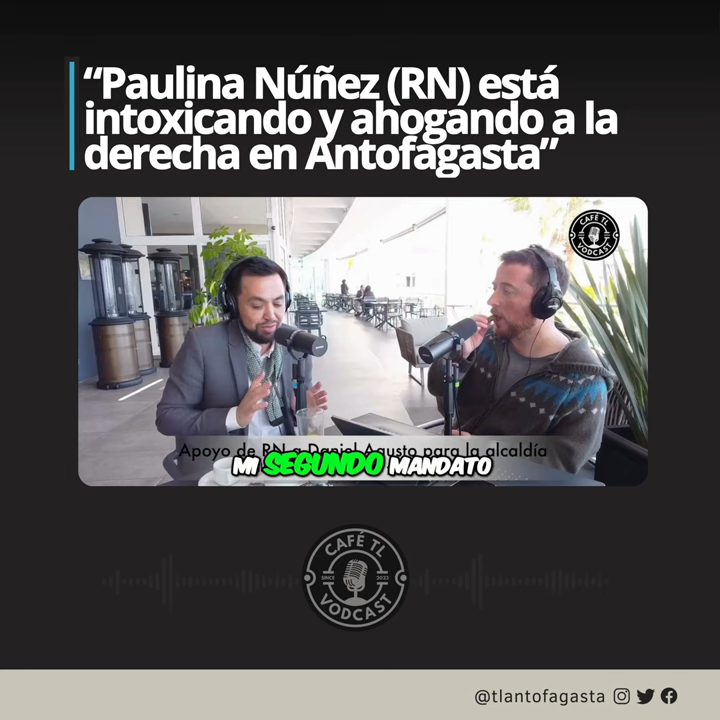 “Paulina Núñez (RN) está
intoxicando y ahogando a la
derecha en Antofagasta”
CAFÉ TL
VODCAST
Apoyo de RN a Daniel Agusto para la alcaldía
MI SEGUNDO MANDATO
CAFÉ TL
SINCE 2023
VODCAST
@tlantofagasta